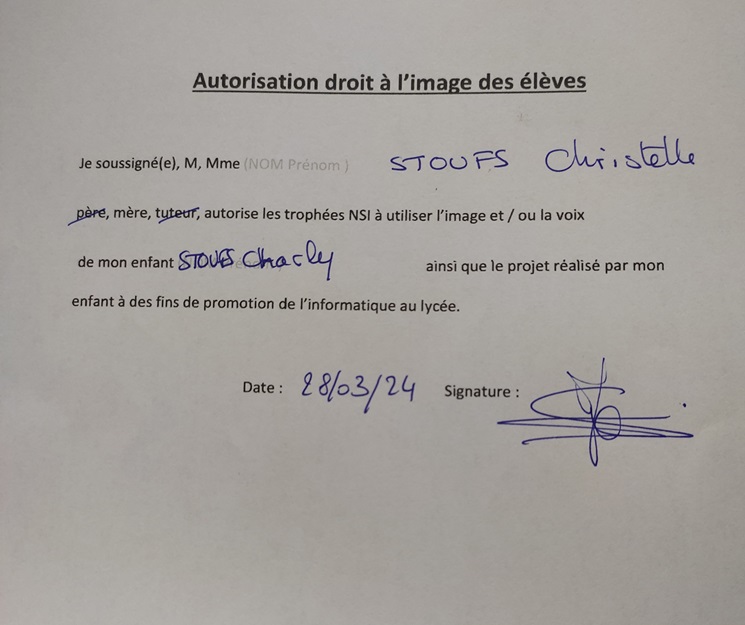 Autorisation droit à l'image des élèves
Je soussigné(e), M, Mme (NOM Prénom ) STOUFS Christelle
père, mère, tuteur, autorise les trophées NSI à utiliser l'image et / ou la voix
de mon enfant STOUFS Charly ainsi que le projet réalisé par mon
enfant à des fins de promotion de l'informatique au lycée.
Date : 28/03/24 Signature :